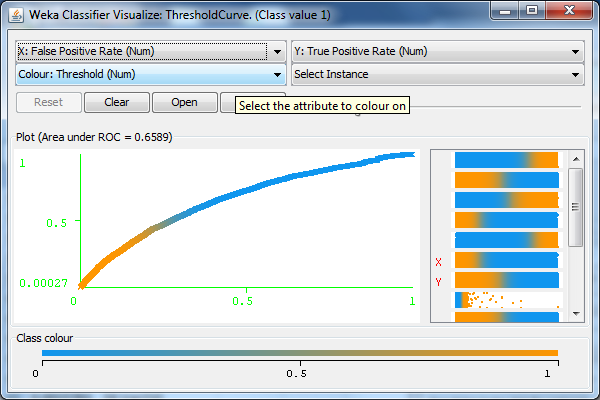 Weka Classifier Visualize: ThresholdCurve. (Class value 1)
X: False Positive Rate (Num)
Y: True Positive Rate (Num)
Colour: Threshold (Num)
Select Instance
Reset
Clear
Open
Select the attribute to colour on
Plot (Area under ROC = 0.6589)
1
0.5
0.00027
0
0.5
1
X
Y
Class colour
0
0.5
1